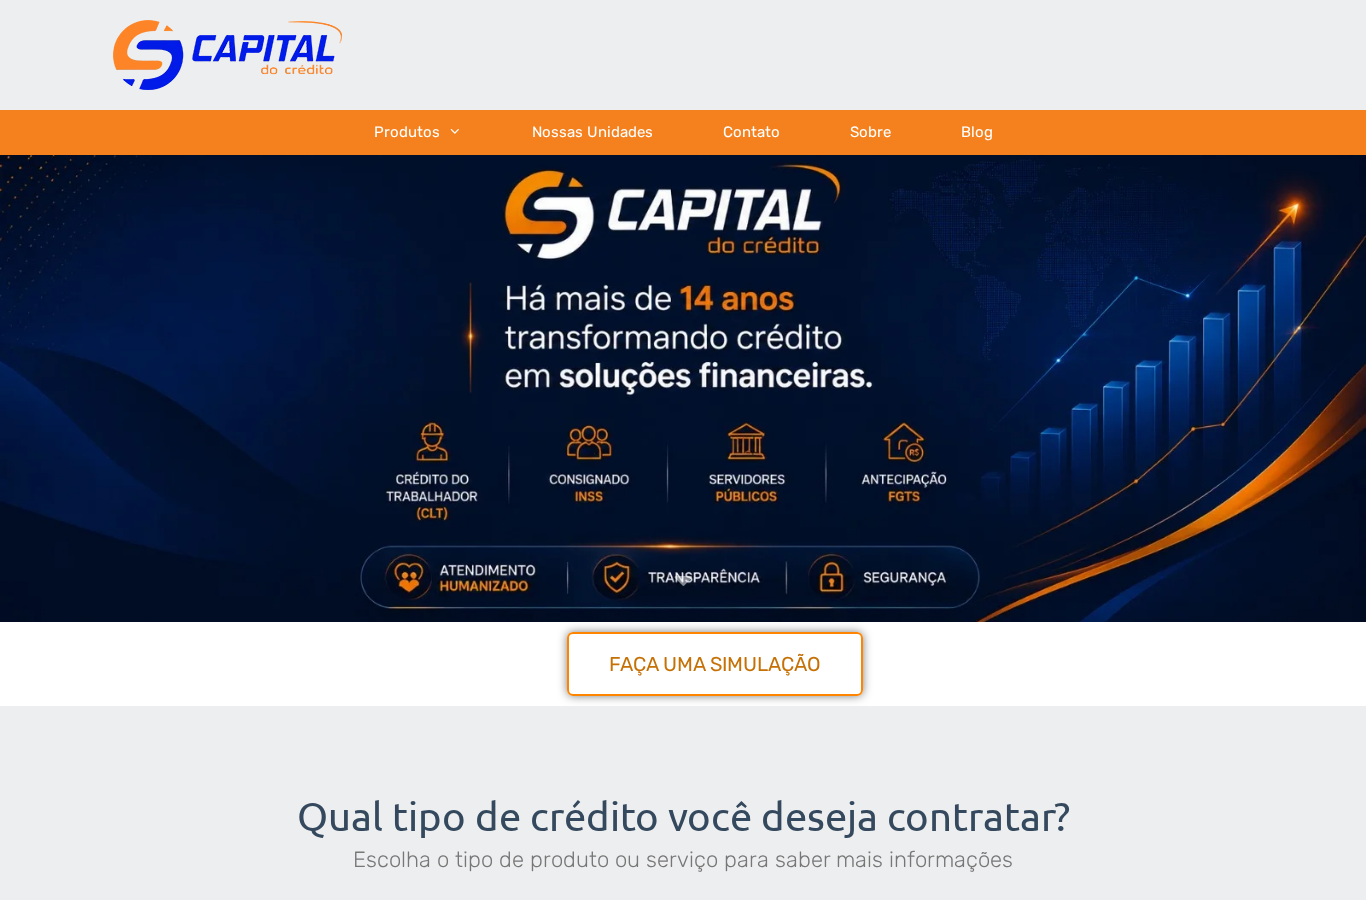 CAPITAL
do crédito
Produtos
Nossas Unidades
Contato
Sobre
Blog
CAPITAL
do crédito
Há mais de 14 anos
transformando crédito
em soluções financeiras.
CRÉDITO DO
TRABALHADOR
(CLT)
CONSIGNADO
INSS
SERVIDORES
PÚBLICOS
ANTECIPAÇÃO
FGTS
R$
ATENDIMENTO
HUMANIZADO
TRANSPARÊNCIA
SEGURANÇA
FAÇA UMA SIMULAÇÃO
Qual tipo de crédito você deseja contratar?
Escolha o tipo de produto ou serviço para saber mais informações